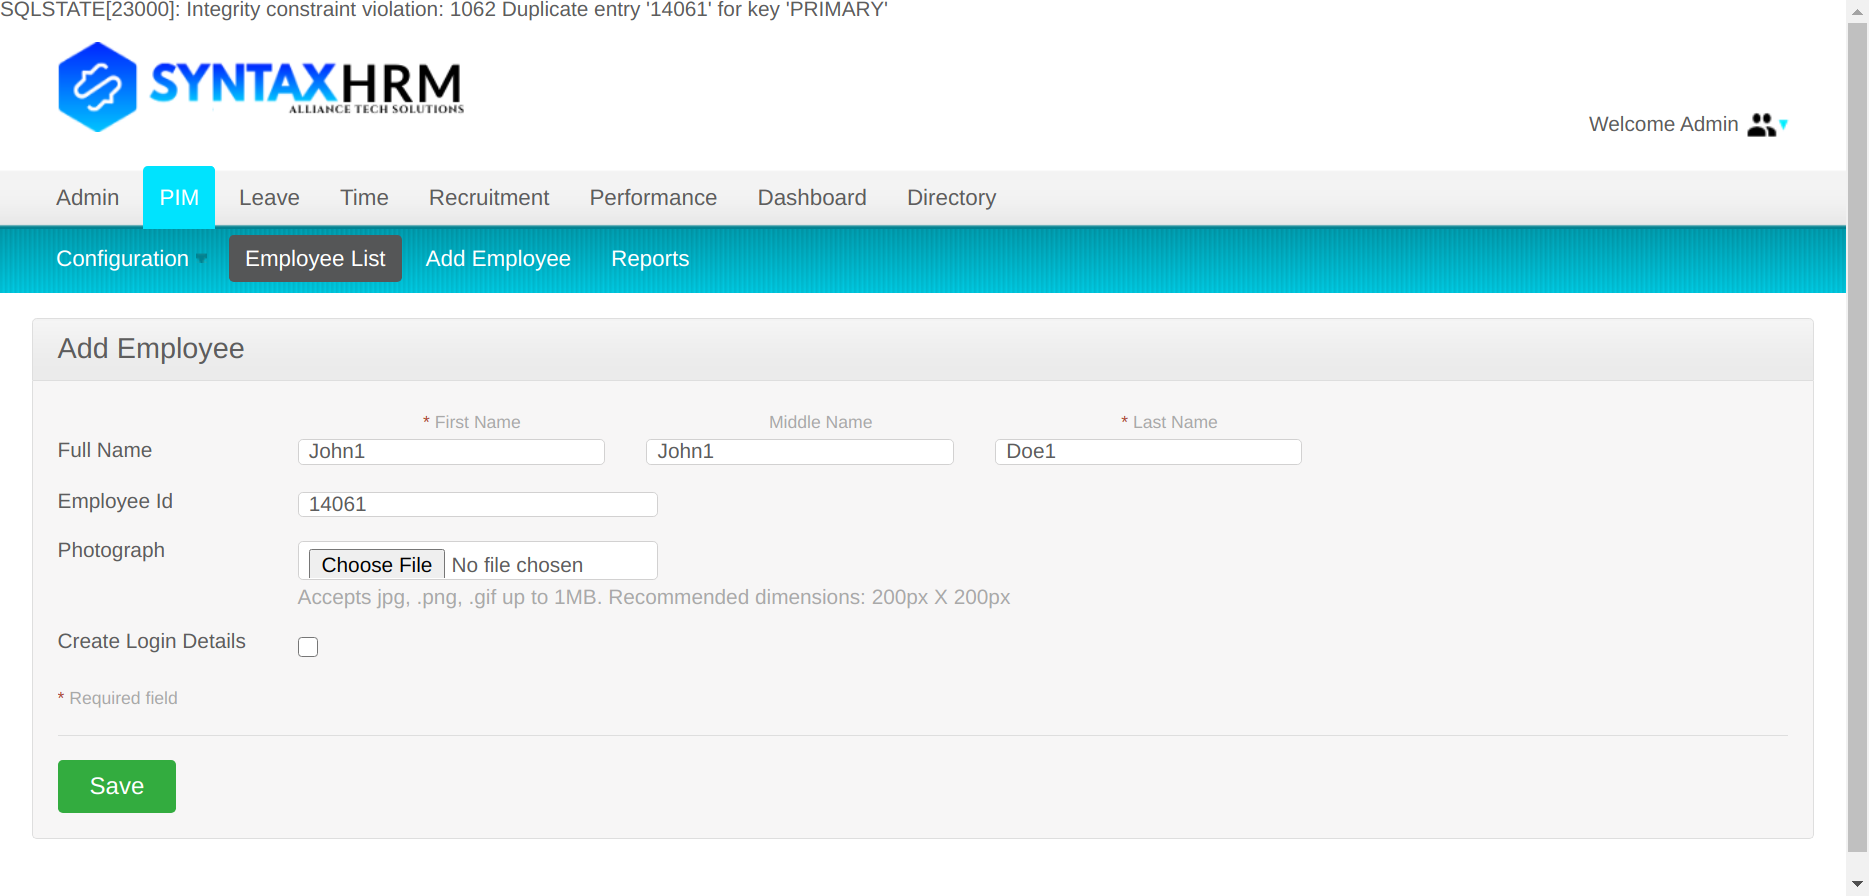 SQLSTATE[23000]: Integrity constraint violation: 1062 Duplicate entry '14061' for key 'PRIMARY'
SYNTAXHRM
ALLIANCE TECH SOLUTIONS
Welcome Admin
Admin PIM Leave Time Recruitment Performance Dashboard Directory
Configuration Employee List Add Employee Reports
Add Employee
* First Name Middle Name * Last Name
Full Name John1 John1 Doe1
Employee Id 14061
Photograph Choose File No file chosen
Accepts jpg, .png, .gif up to 1MB. Recommended dimensions: 200px X 200px
Create Login Details
* Required field
Save